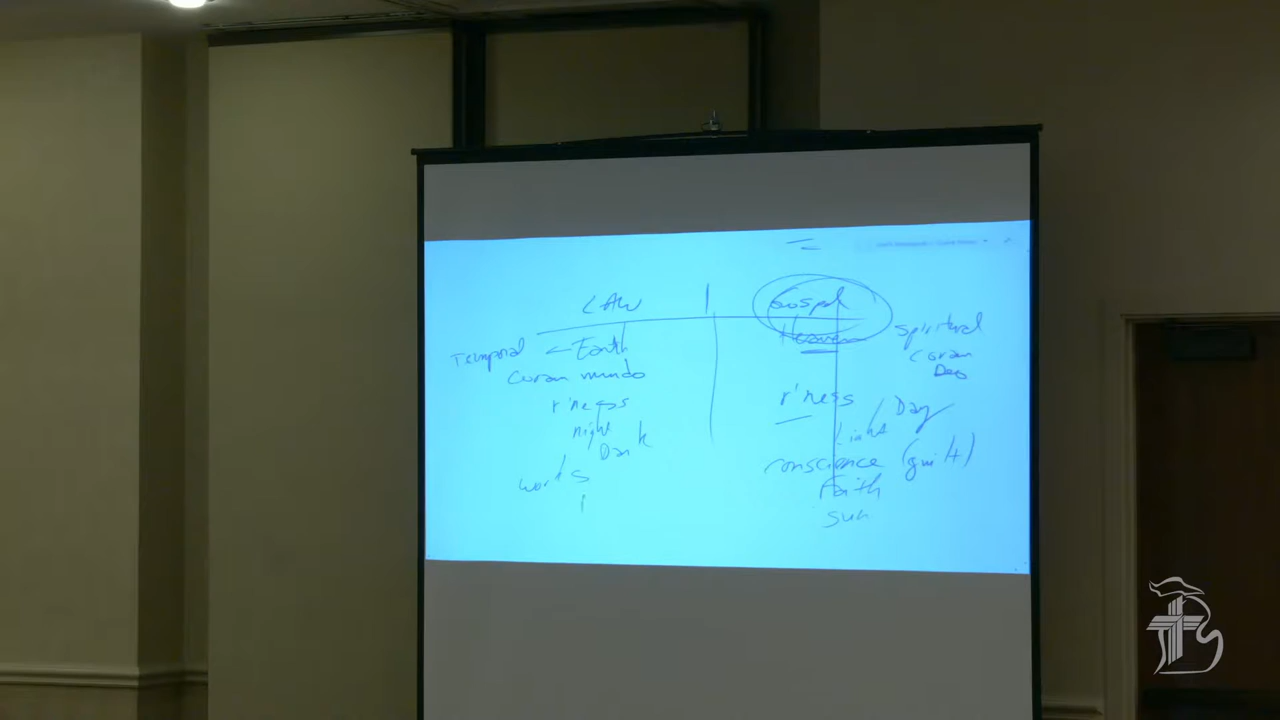 LAW | Gospel
Heaven
Temporal ← Earth
Spiritual
Coram mundo
Coram
Deo
r'ness
r'ness
night
Day
Dark
Light
works
conscience (guilt)
Faith
sun